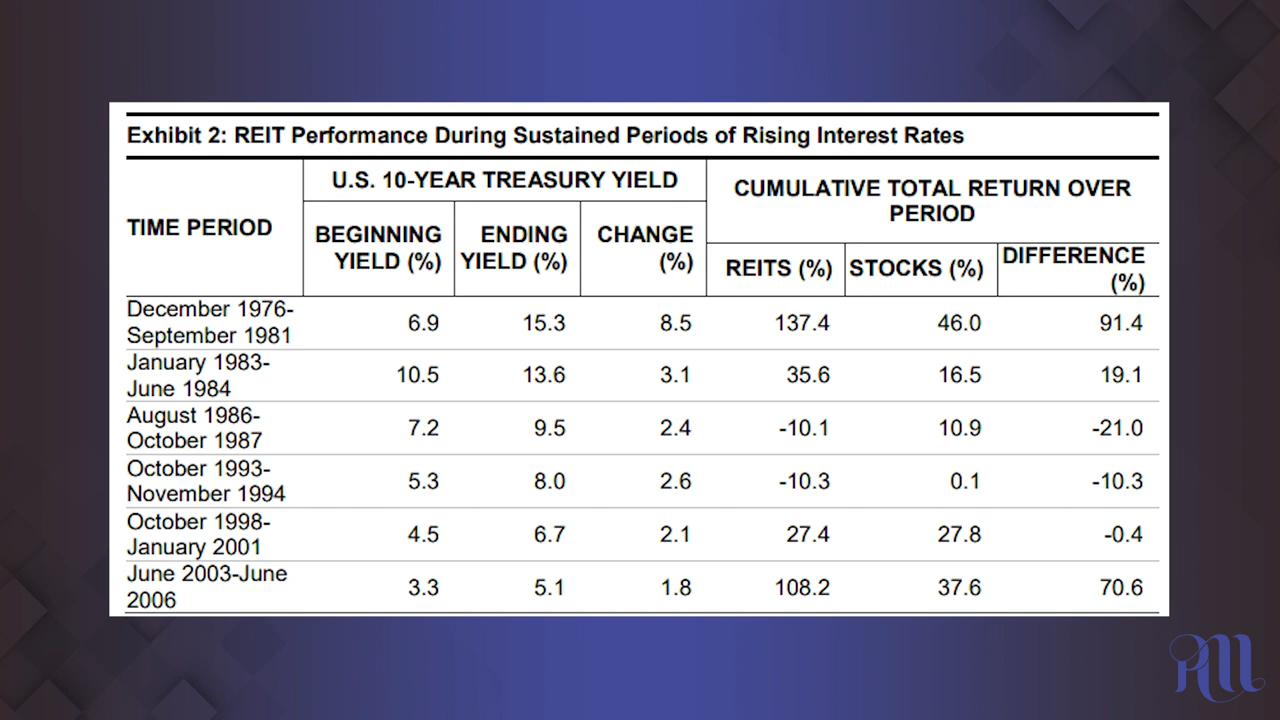 Exhibit 2: REIT Performance During Sustained Periods of Rising Interest Rates
TIME PERIOD
U.S. 10-YEAR TREASURY YIELD
CUMULATIVE TOTAL RETURN OVER
PERIOD
BEGINNING
YIELD (%)
ENDING
YIELD (%)
CHANGE
(%)
REITS (%)
STOCKS (%)
DIFFERENCE
(%)
December 1976-
September 1981
6.9 15.3 8.5 137.4 46.0 91.4
January 1983-
June 1984
10.5 13.6 3.1 35.6 16.5 19.1
August 1986-
October 1987
7.2 9.5 2.4 -10.1 10.9 -21.0
October 1993-
November 1994
5.3 8.0 2.6 -10.3 0.1 -10.3
October 1998-
January 2001
4.5 6.7 2.1 27.4 27.8 -0.4
June 2003-June
2006
3.3 5.1 1.8 108.2 37.6 70.6